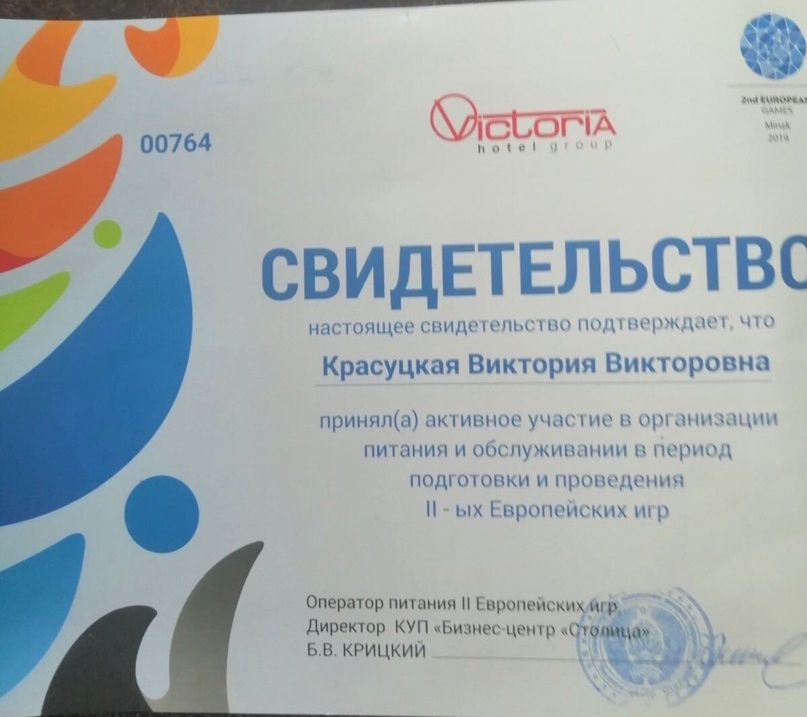 2nd EUROPEAN
GAMES
Minsk
2019
Victoria
hotel group
00764
СВИДЕТЕЛЬСТВО
настоящее свидетельство подтверждает, что
Красуцкая Виктория Викторовна
принял(а) активное участие в организации
питания и обслуживании в период
подготовки и проведения
II - ых Европейских игр
Оператор питания II Европейских игр,
Директор КУП «Бизнес-центр «Столица»
Б.В. КРИЦКИЙ